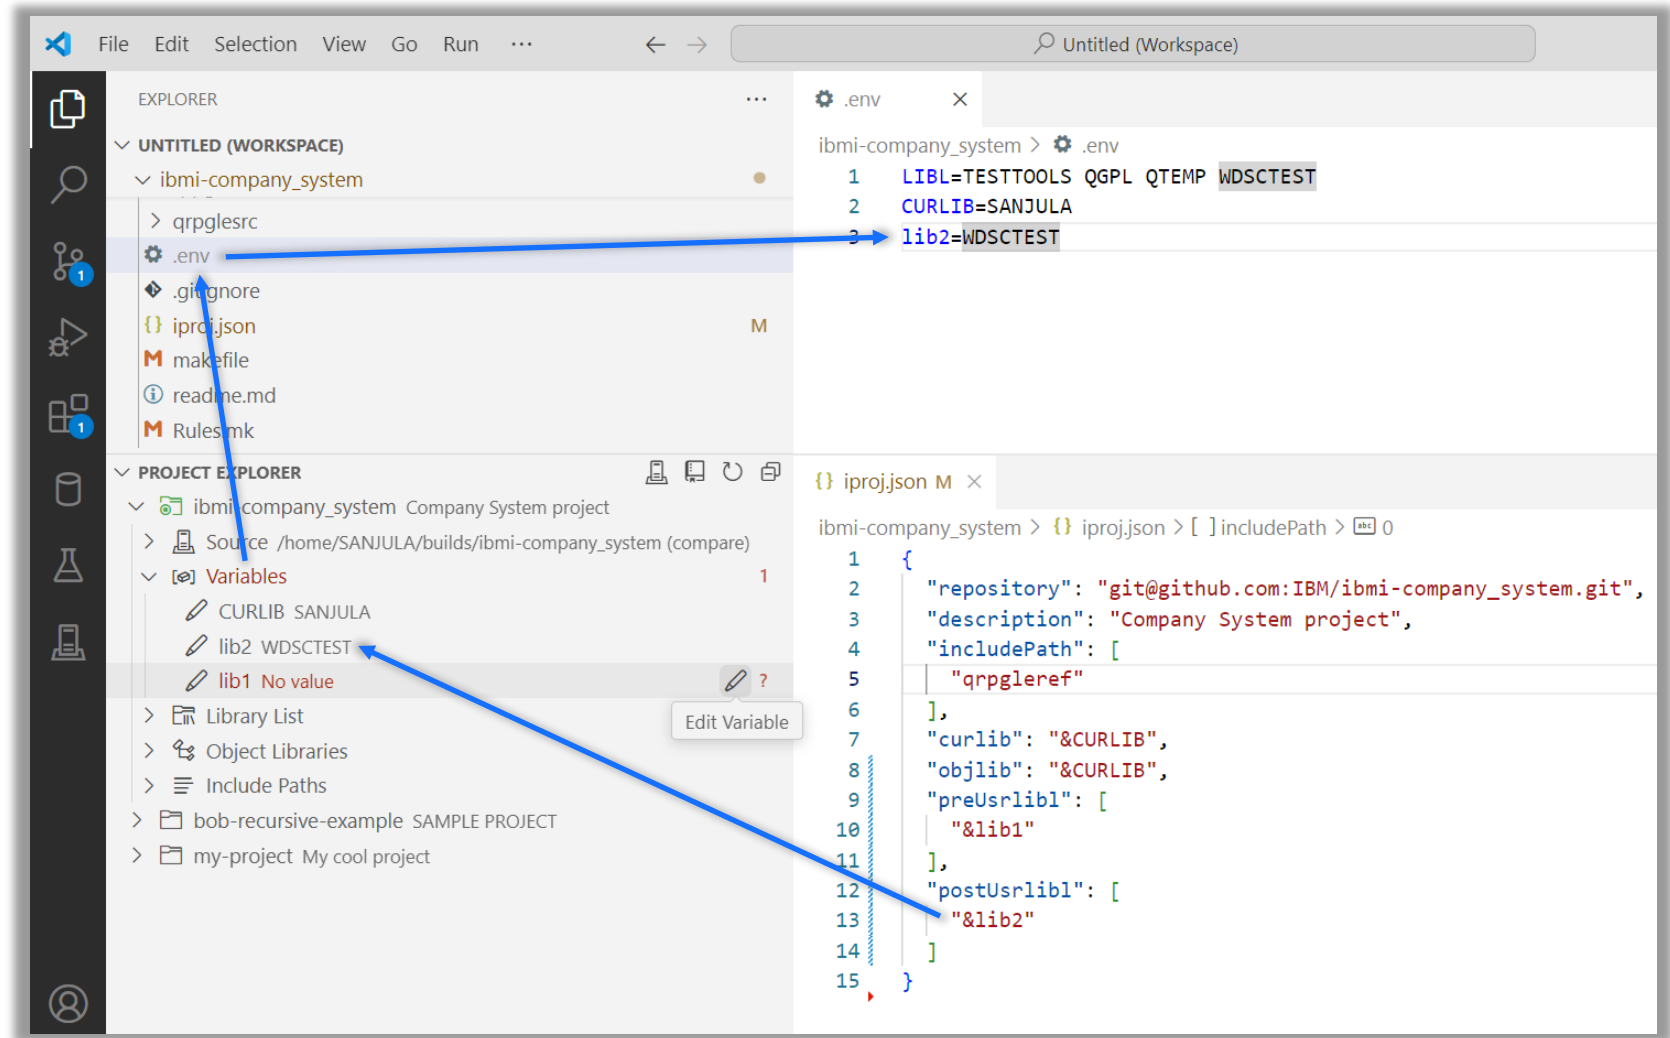 File Edit Selection View Go Run ···
Untitled (Workspace)
EXPLORER ···
UNTITLED (WORKSPACE)
ibmi-company_system
qrpglesrc
.env
.gitignore
iproj.json M
makefile
readme.md
Rules.mk
1
1
PROJECT EXPLORER
ibmi-company_system Company System project
Source /home/SANJULA/builds/ibmi-company_system (compare)
Variables 1
CURLIB SANJULA
lib2 WDSCTEST
lib1 No value ?
Edit Variable
Library List
Object Libraries
Include Paths
bob-recursive-example SAMPLE PROJECT
my-project My cool project
.env
ibmi-company_system > .env
1 LIBL=TESTTOOLS QGPL QTEMP WDSCTEST
2 CURLIB=SANJULA
3 lib2=WDSCTEST
{} iproj.json M
ibmi-company_system > {} iproj.json > [ ] includePath > abc 0
1 {
2 "repository": "git@github.com:IBM/ibmi-company_system.git",
3 "description": "Company System project",
4 "includePath": [
5 "qrpgleref"
6 ],
7 "curlib": "&CURLIB",
8 "objlib": "&CURLIB",
9 "preUsrlibl": [
10 "&lib1"
11 ],
12 "postUsrlibl": [
13 "&lib2"
14 ]
15 }